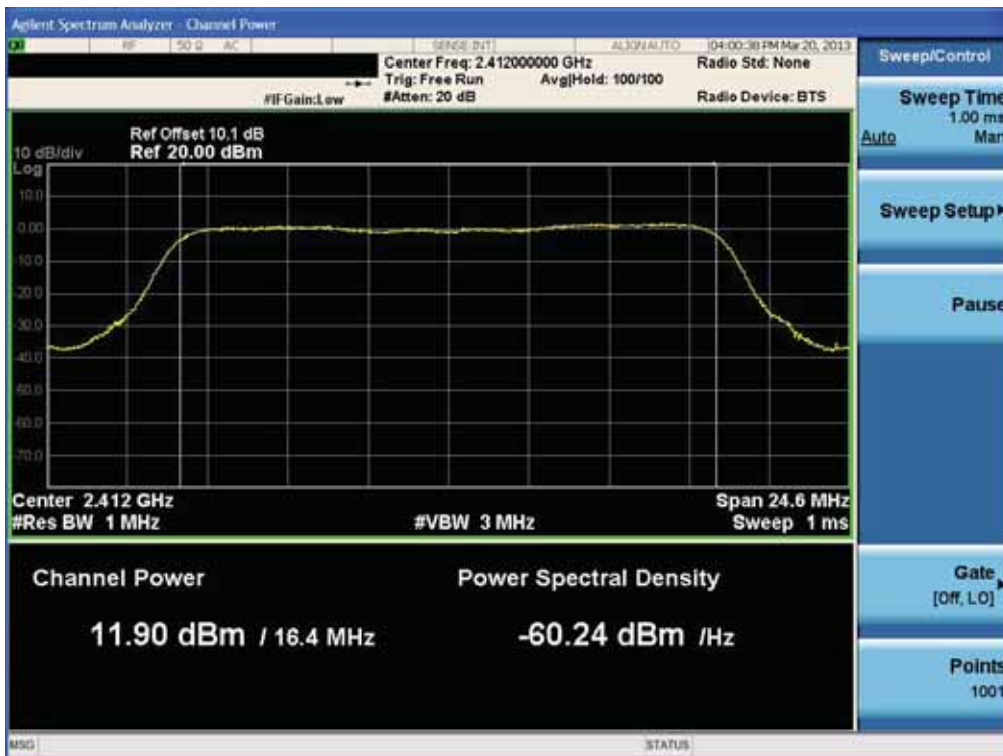 Agilent Spectrum Analyzer - Channel Power
RF 50 Ω AC SENSE:INT ALIGN AUTO 04:00:38 PM Mar 20, 2013
Center Freq: 2.412000000 GHz Radio Std: None
Trig: Free Run Avg|Hold: 100/100
#IFGain:Low #Atten: 20 dB Radio Device: BTS
Ref Offset 10.1 dB
10 dB/div Ref 20.00 dBm
Log
10.0
0.00
-10.0
-20.0
-30.0
-40.0
-50.0
-60.0
-70.0
Center 2.412 GHz Span 24.6 MHz
#Res BW 1 MHz #VBW 3 MHz Sweep 1 ms
Channel Power Power Spectral Density
11.90 dBm / 16.4 MHz -60.24 dBm /Hz
MSG STATUS
Sweep/Control
Sweep Time
1.00 ms
Auto Man
Sweep Setup
Pause
Gate
[Off, LO]
Points
1001